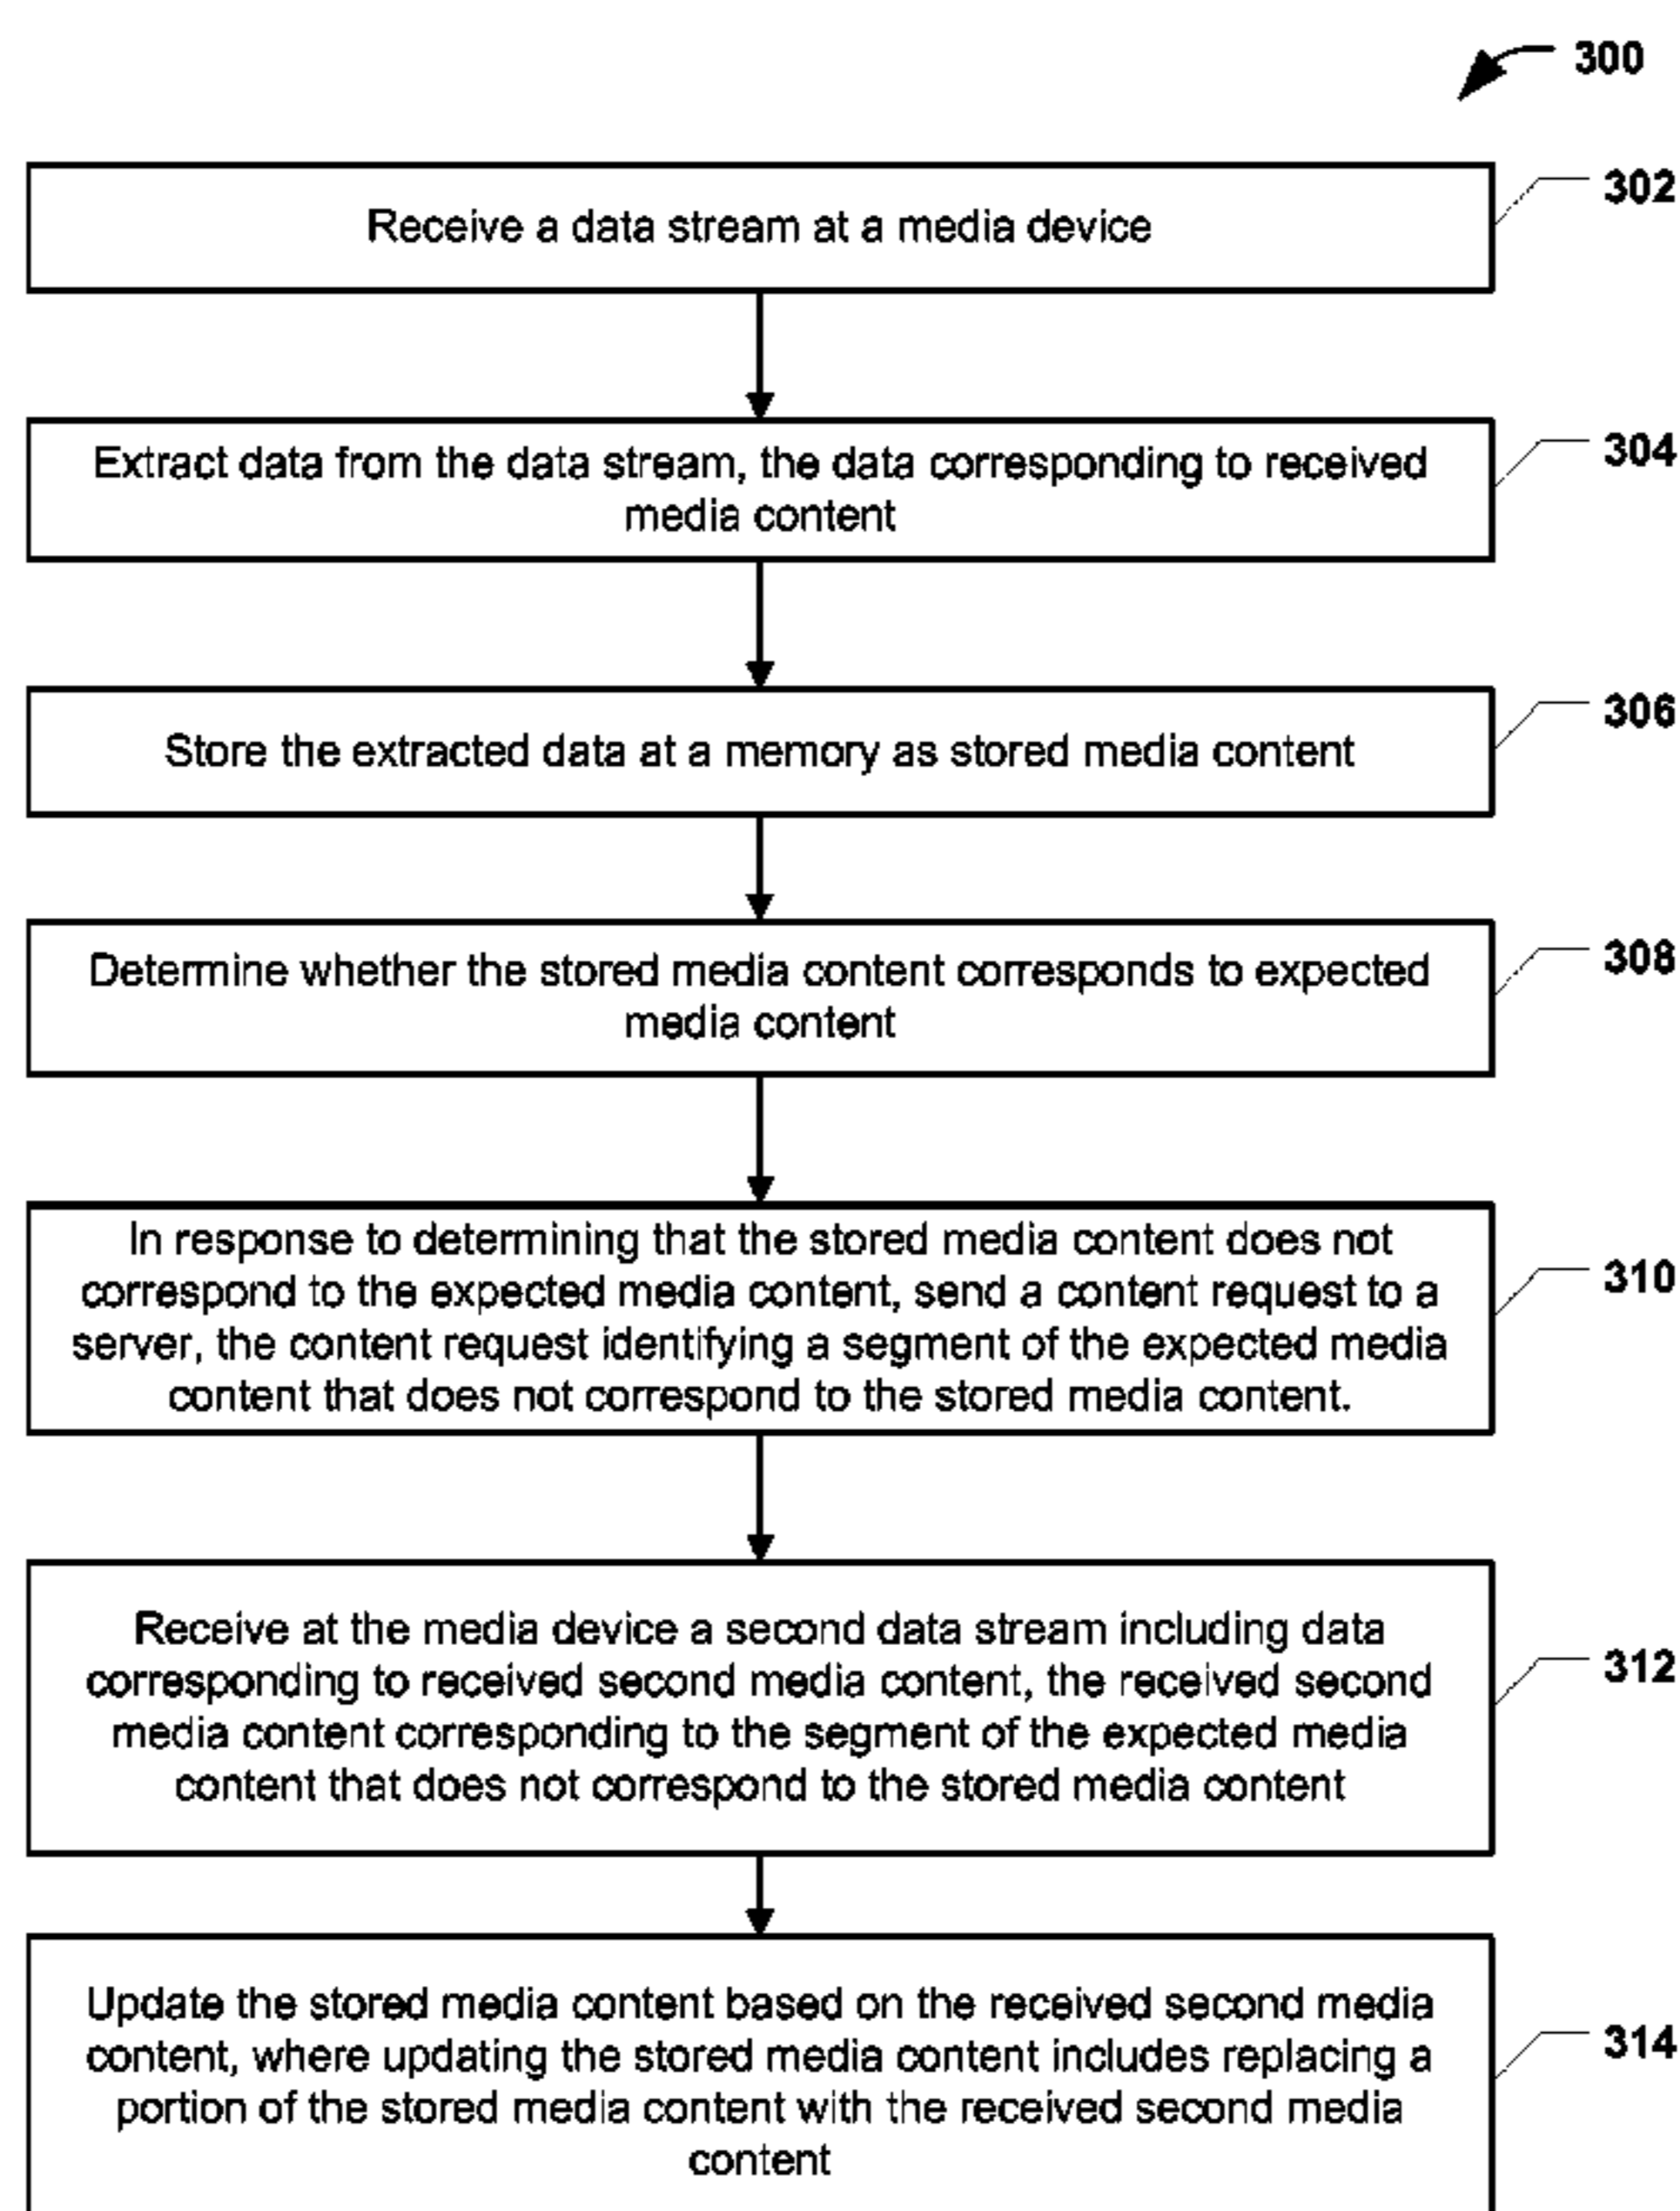 300
Receive a data stream at a media device
302
Extract data from the data stream, the data corresponding to received
media content
304
Store the extracted data at a memory as stored media content
306
Determine whether the stored media content corresponds to expected
media content
308
In response to determining that the stored media content does not
correspond to the expected media content, send a content request to a
server, the content request identifying a segment of the expected media
content that does not correspond to the stored media content.
310
Receive at the media device a second data stream including data
corresponding to received second media content, the received second
media content corresponding to the segment of the expected media
content that does not correspond to the stored media content
312
Update the stored media content based on the received second media
content, where updating the stored media content includes replacing a
portion of the stored media content with the received second media
content
314